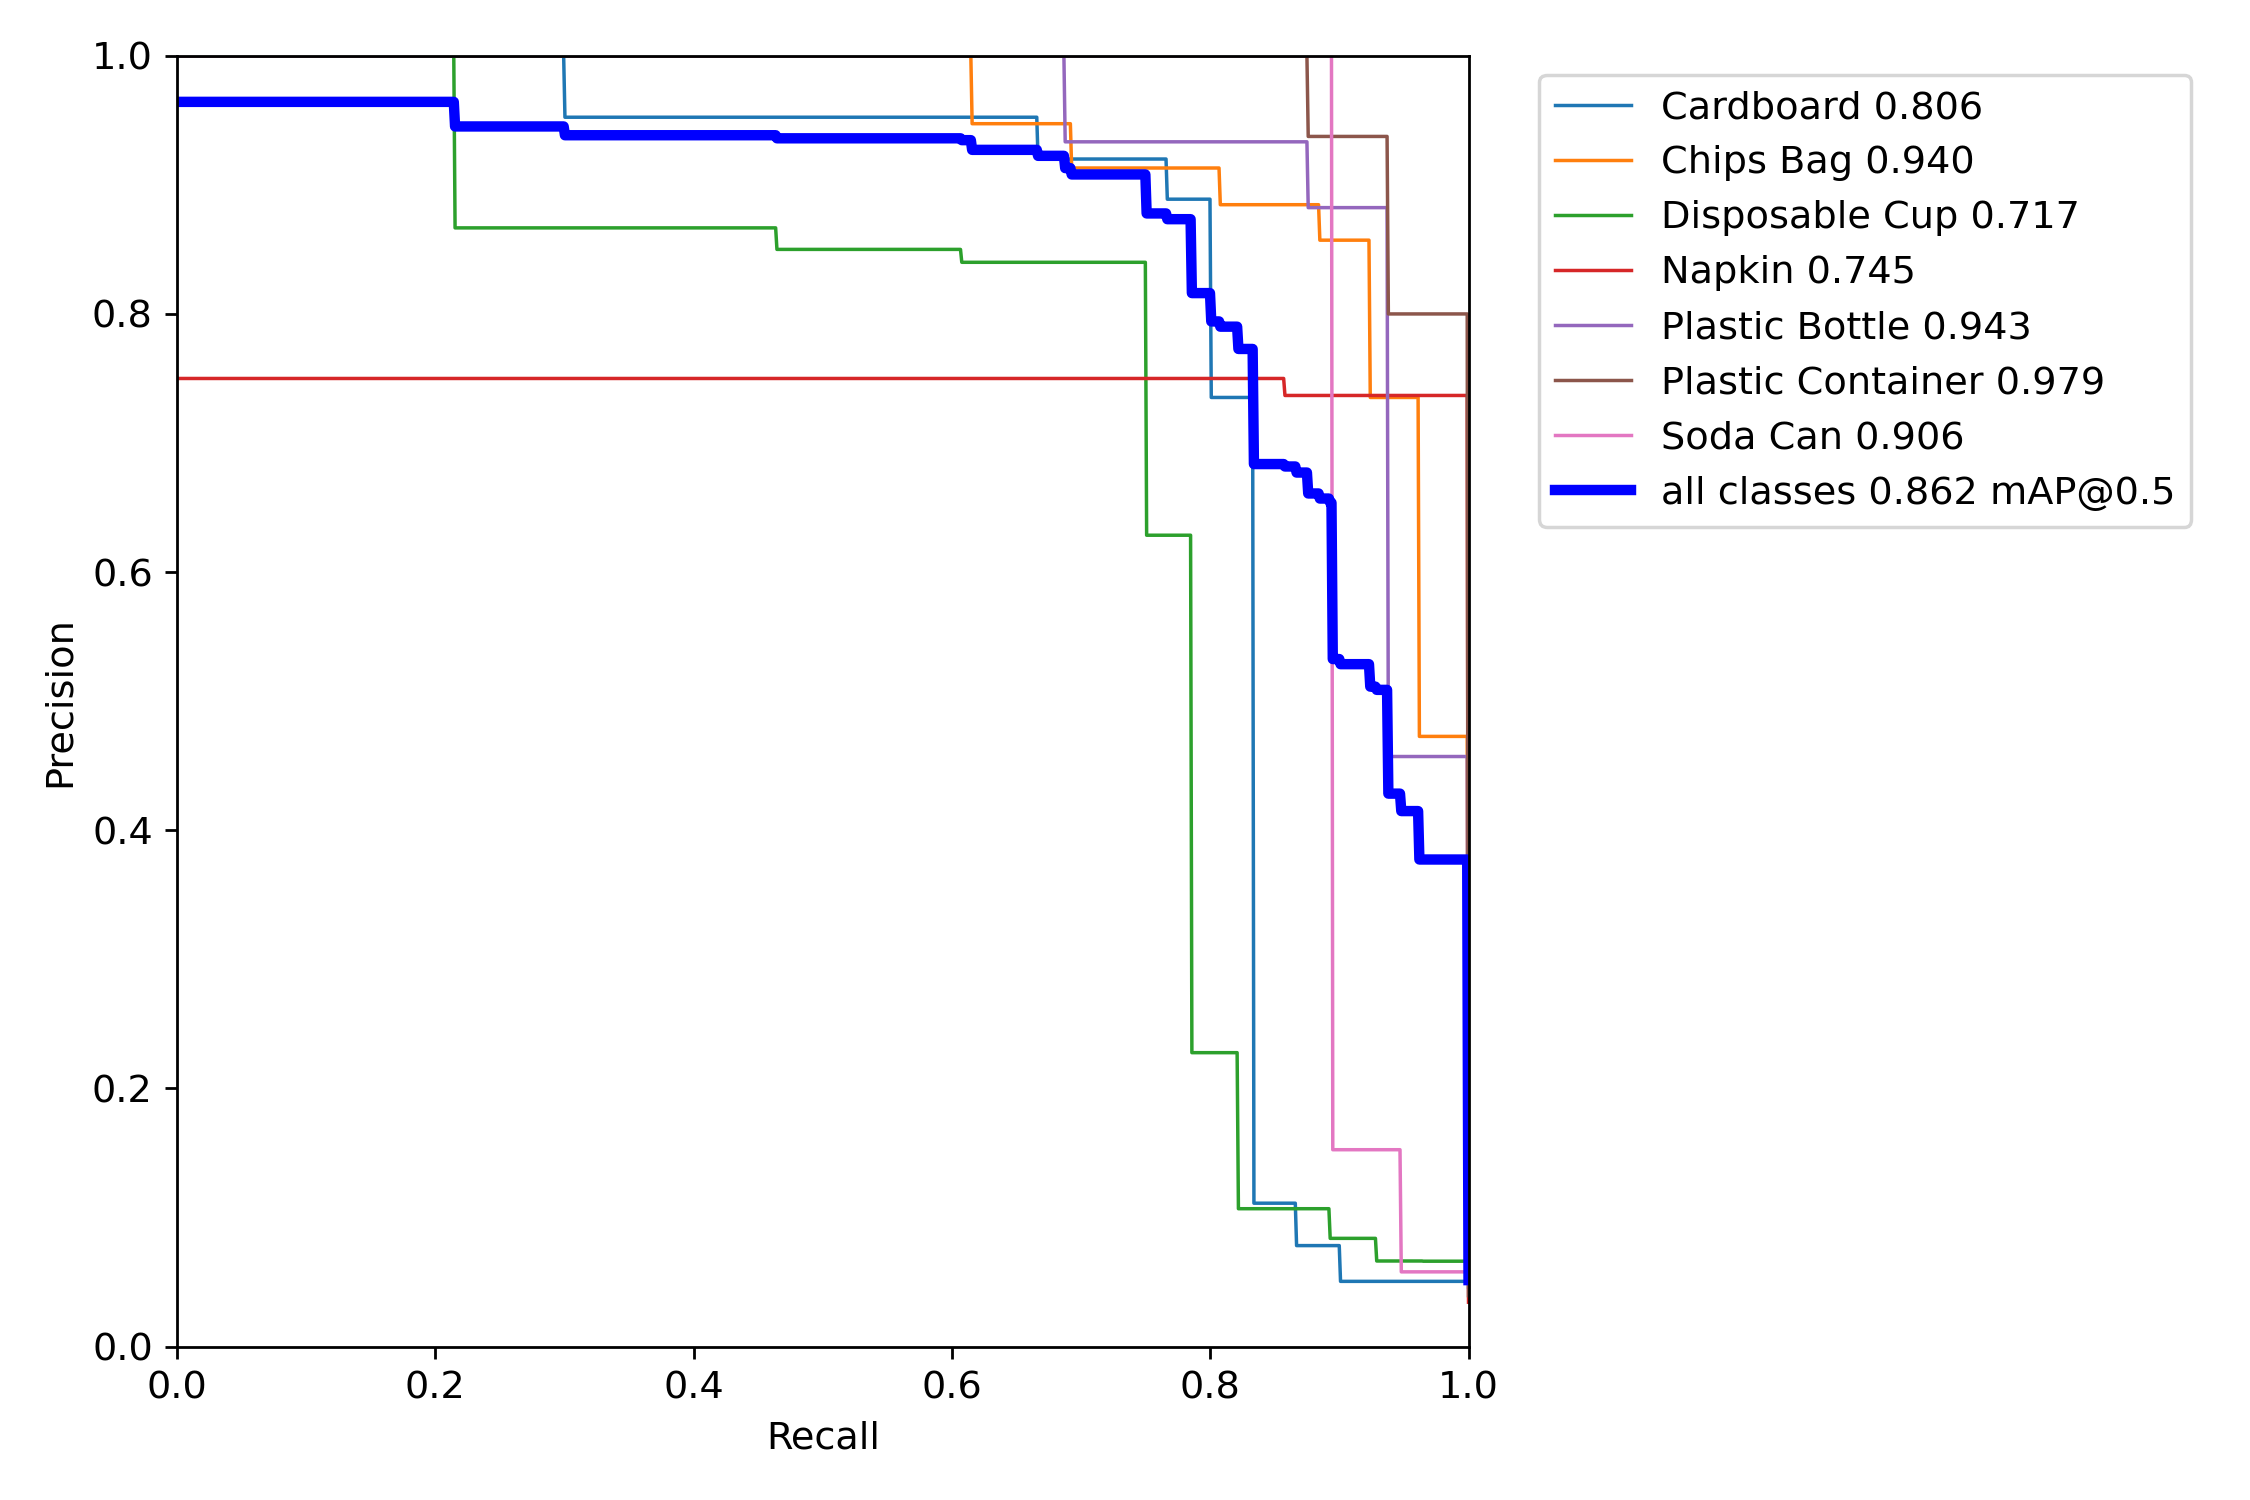 1.0
0.8
0.6
0.4
0.2
0.0
0.0 0.2 0.4 0.6 0.8 1.0
Precision
Recall
Cardboard 0.806
Chips Bag 0.940
Disposable Cup 0.717
Napkin 0.745
Plastic Bottle 0.943
Plastic Container 0.979
Soda Can 0.906
all classes 0.862 mAP@0.5